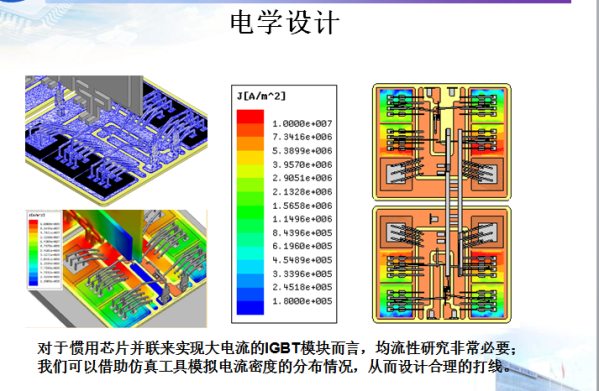 电学设计
J[A/m^2]
1.0000e+007
7.3416e+006
5.3899e+006
3.9570e+006
2.9051e+006
2.1328e+006
1.5658e+006
1.1496e+006
8.4396e+005
6.1960e+005
4.5489e+005
3.3396e+005
2.4518e+005
1.8000e+005
对于惯用芯片并联来实现大电流的IGBT模块而言，均流性研究非常必要；
我们可以借助仿真工具模拟电流密度的分布情况，从而设计合理的打线。